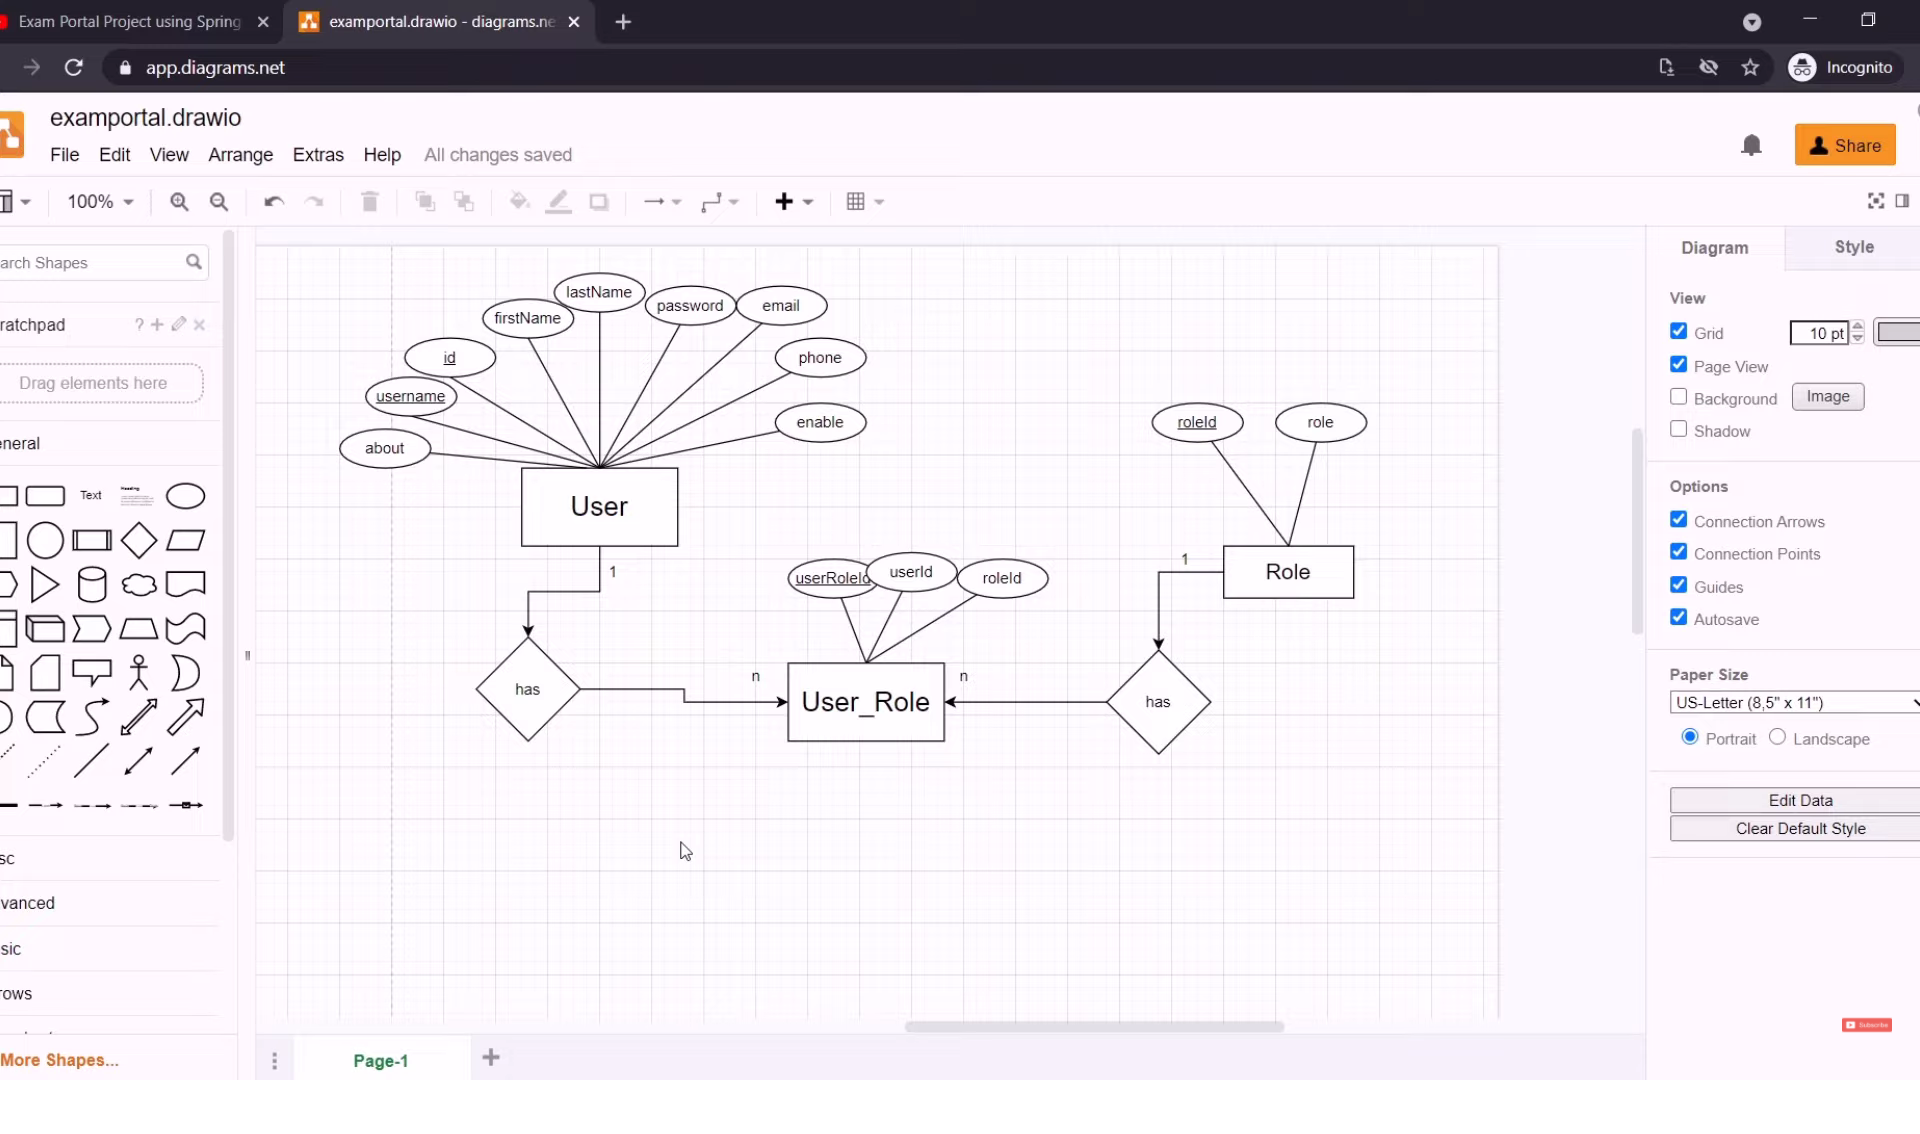 Exam Portal Project using Spring
examportal.drawio - diagrams.ne
app.diagrams.net
Incognito
examportal.drawio
File Edit View Arrange Extras Help All changes saved
Share
100%
arch Shapes
ratchpad
?
Drag elements here
eneral
Text
Heading
sc
vanced
sic
rows
More Shapes...
lastName
firstName
password
email
id
phone
username
enable
about
User
1
has
n
userRoleId
userId
roleId
User_Role
n
roleId
role
1
Role
has
Page-1
Diagram
Style
View
Grid
10 pt
Page View
Background
Image
Shadow
Options
Connection Arrows
Connection Points
Guides
Autosave
Paper Size
US-Letter (8,5" x 11")
Portrait
Landscape
Edit Data
Clear Default Style
Subscribe